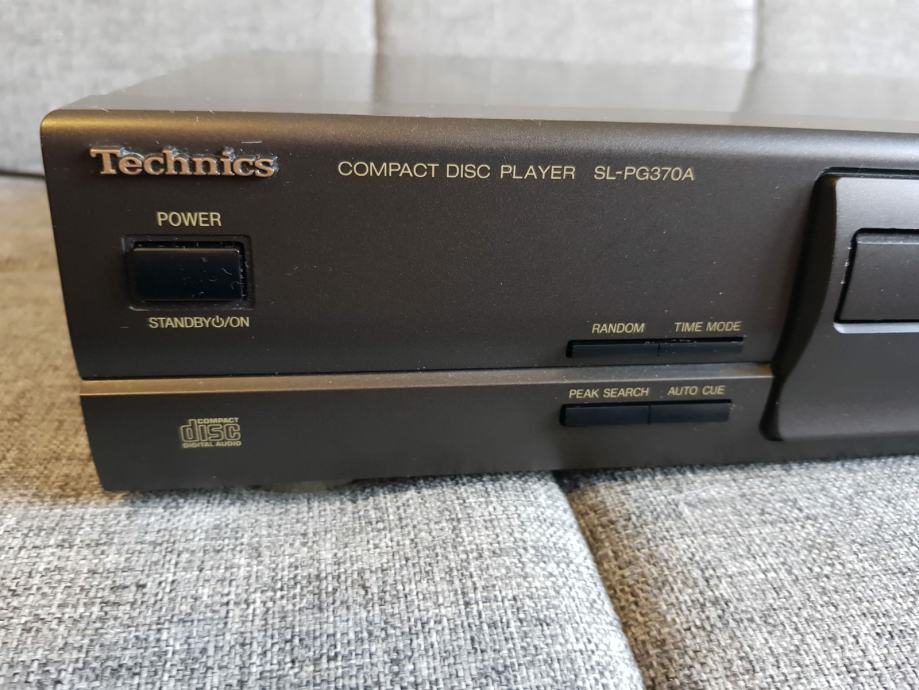 Technics
COMPACT DISC PLAYER SL-PG370A
POWER
STANDBY⏻/ON
RANDOM TIME MODE
PEAK SEARCH AUTO CUE
COMPACT
disc
DIGITAL AUDIO